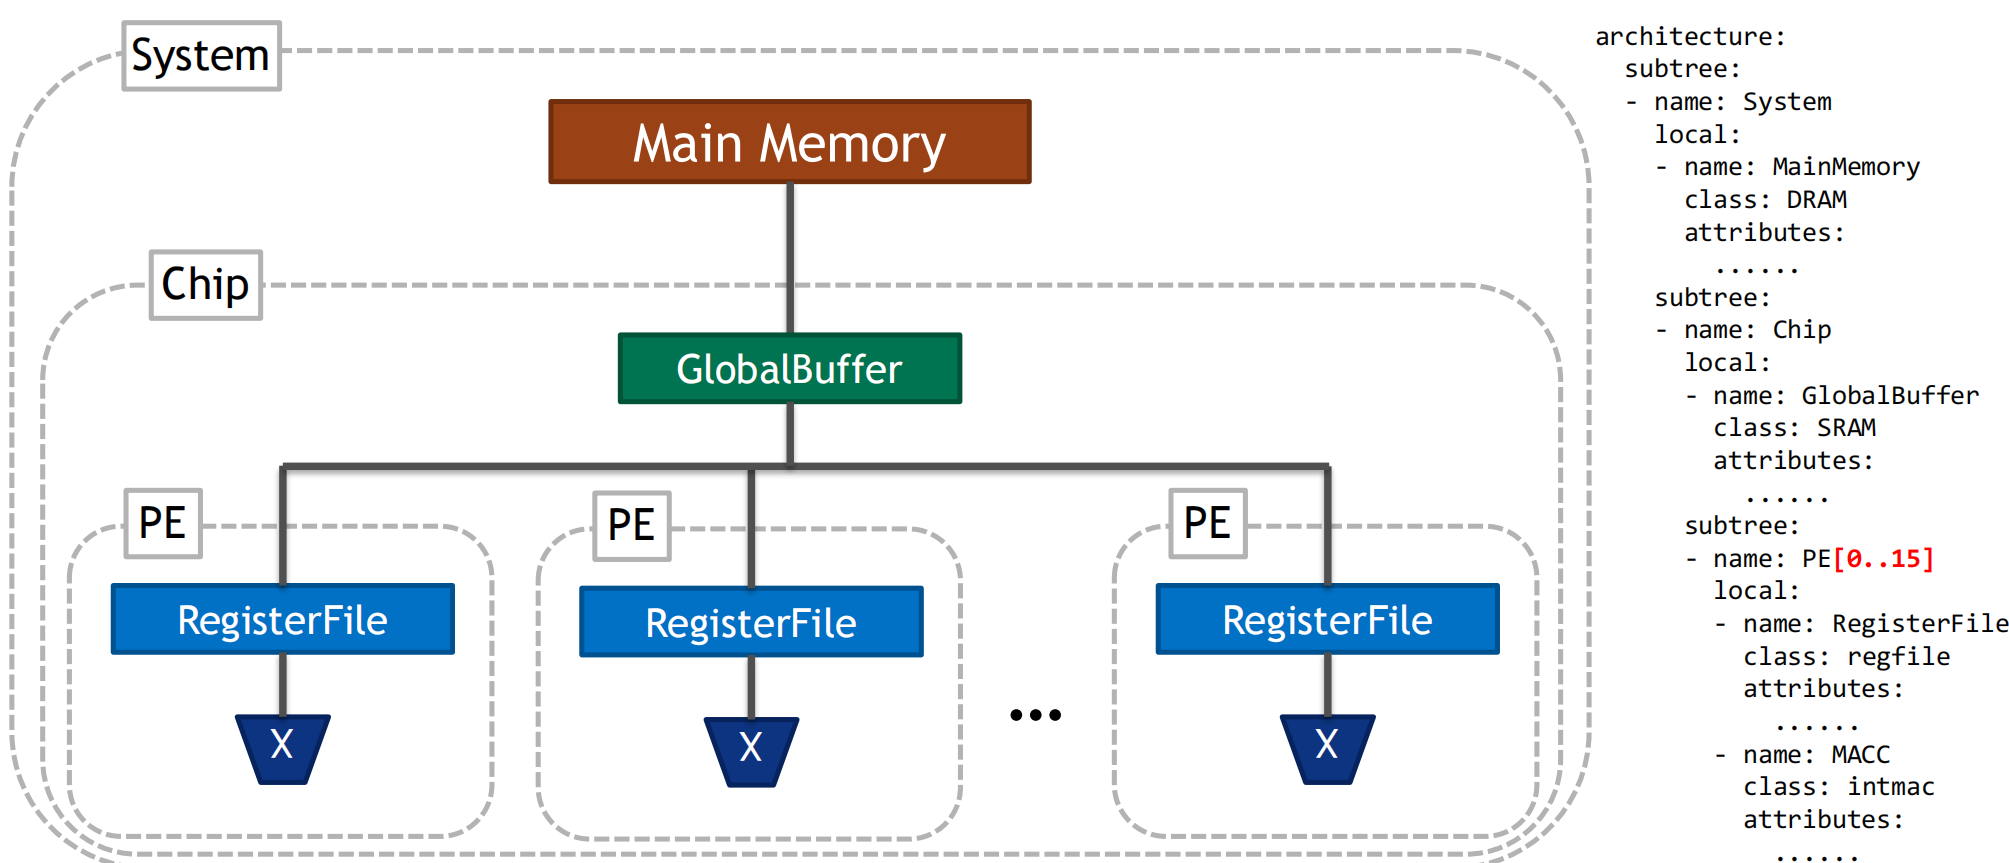 System
Main Memory
Chip
GlobalBuffer
PE
PE
PE
RegisterFile
RegisterFile
RegisterFile
...
X
X
X
architecture:
subtree:
- name: System
local:
- name: MainMemory
class: DRAM
attributes:
......
subtree:
- name: Chip
local:
- name: GlobalBuffer
class: SRAM
attributes:
......
subtree:
- name: PE[0..15]
local:
- name: RegisterFile
class: regfile
attributes:
......
- name: MACC
class: intmac
attributes:
......